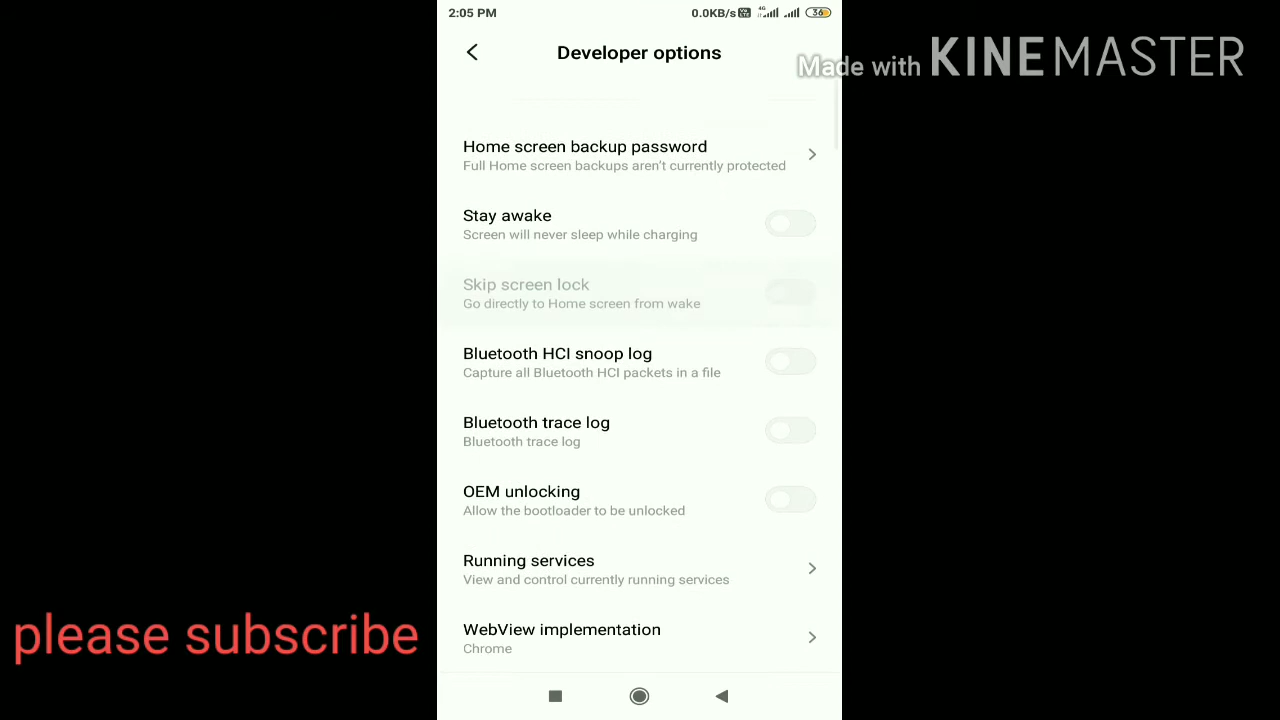 2:05 PM
0.0KB/s
4G
36
Developer options
Made with KINEMASTER
Home screen backup password
Full Home screen backups aren't currently protected
Stay awake
Screen will never sleep while charging
Skip screen lock
Go directly to Home screen from wake
Bluetooth HCI snoop log
Capture all Bluetooth HCI packets in a file
Bluetooth trace log
Bluetooth trace log
OEM unlocking
Allow the bootloader to be unlocked
Running services
View and control currently running services
please subscribe
WebView implementation
Chrome